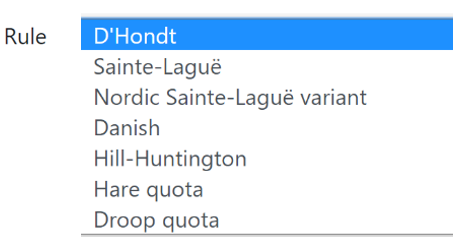 Rule
D'Hondt
Sainte-Laguë
Nordic Sainte-Laguë variant
Danish
Hill-Huntington
Hare quota
Droop quota